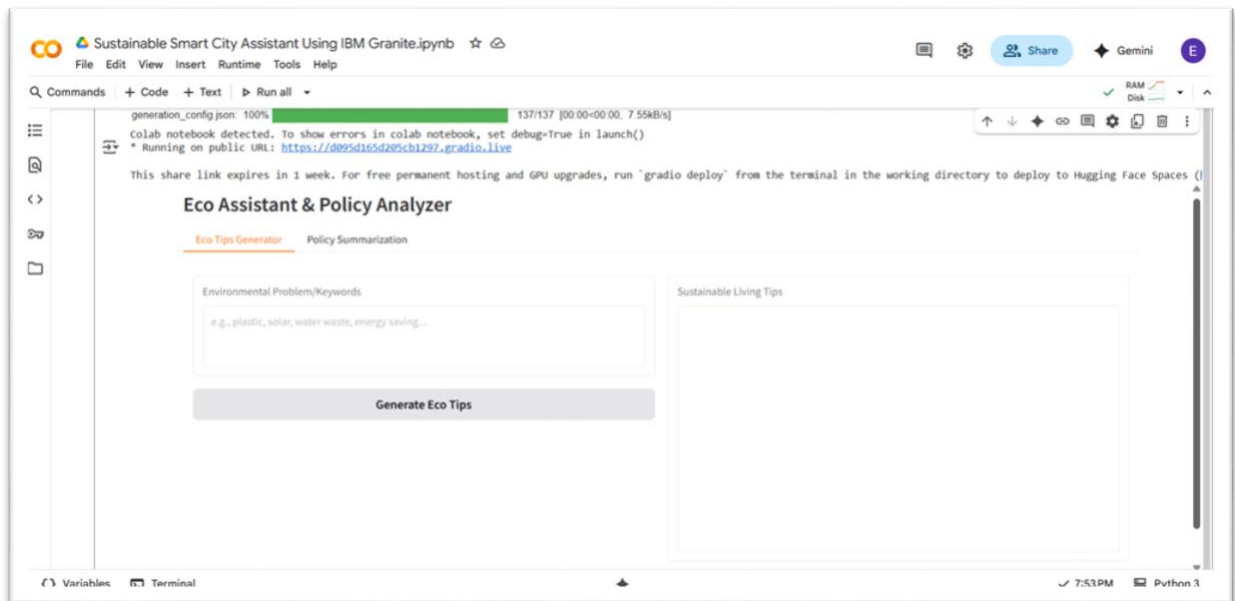 Sustainable Smart City Assistant Using IBM Granite.ipynb
File Edit View Insert Runtime Tools Help
Share
Gemini
E
Commands + Code + Text Run all
RAM
Disk
generation_config.json: 100% 137/137 [00:00<00:00, 7.55kB/s]
Colab notebook detected. To show errors in colab notebook, set debug=True in launch()
* Running on public URL: https://d095d165d205cb1297.gradio.live
This share link expires in 1 week. For free permanent hosting and GPU upgrades, run `gradio deploy` from the terminal in the working directory to deploy to Hugging Face Spaces (
Eco Assistant & Policy Analyzer
Eco Tips Generator Policy Summarization
Environmental Problem/Keywords
Sustainable Living Tips
e.g., plastic, solar, water waste, energy saving...
Generate Eco Tips
Variables Terminal
7:53 PM Python 3